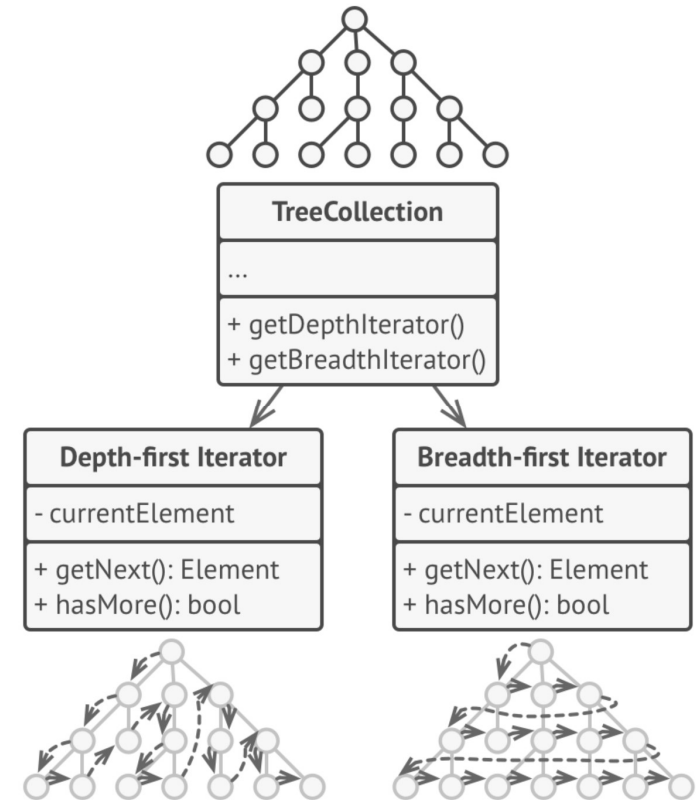 TreeCollection
...
+ getDepthIterator()
+ getBreadthIterator()
Depth-first Iterator
- currentElement
+ getNext(): Element
+ hasMore(): bool
Breadth-first Iterator
- currentElement
+ getNext(): Element
+ hasMore(): bool